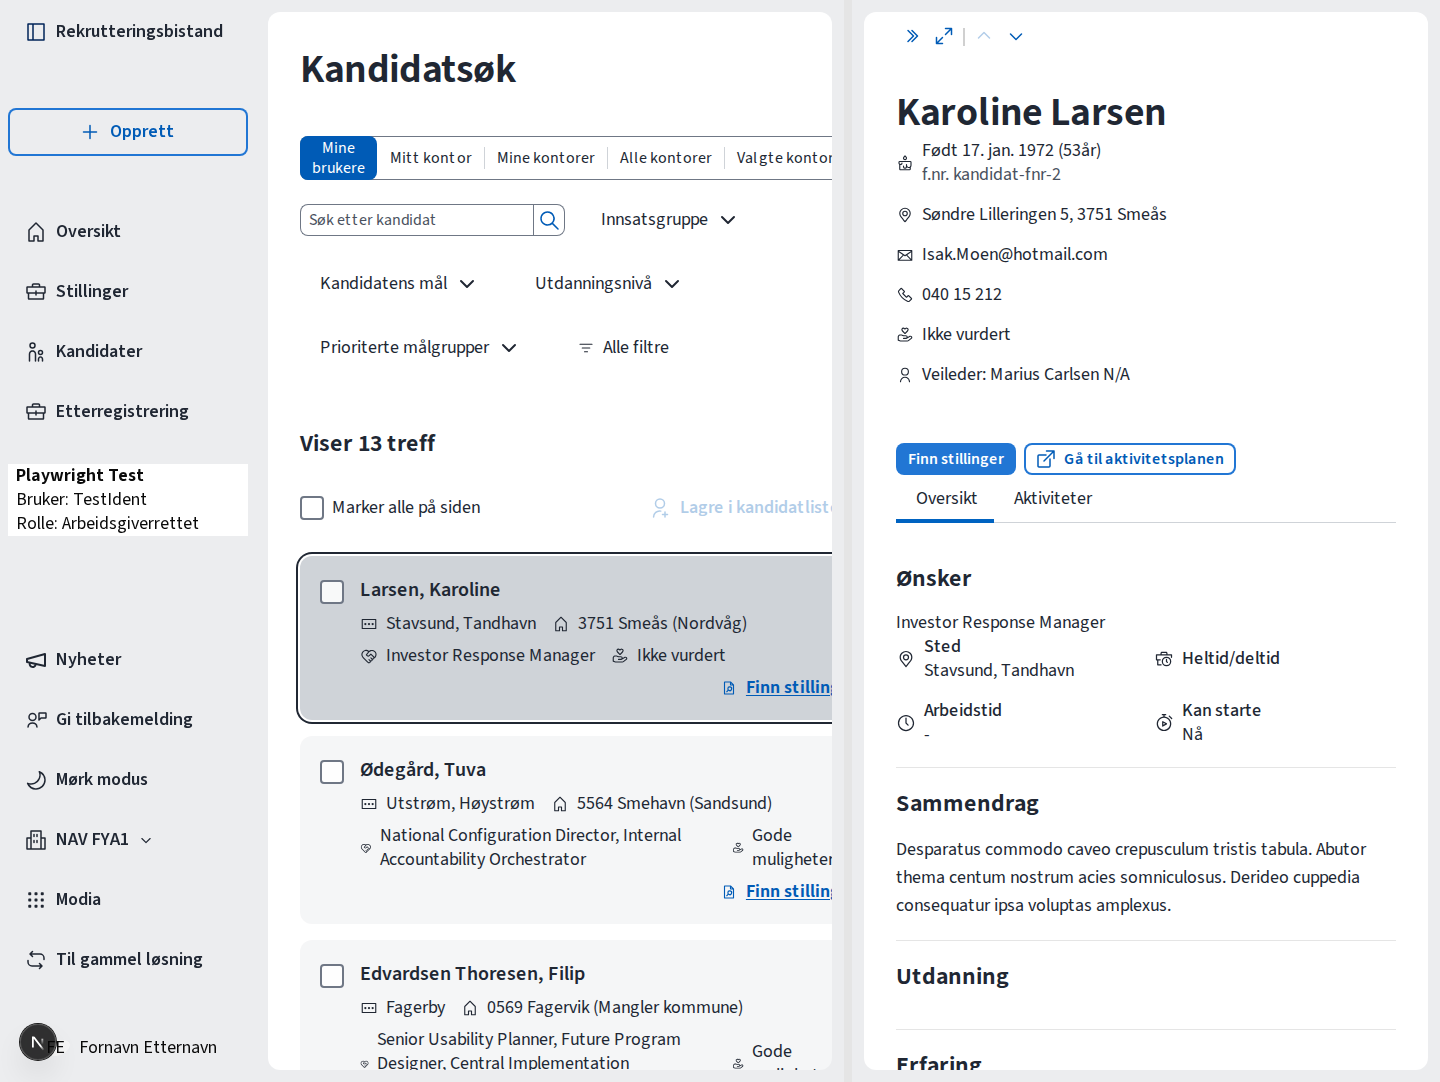 Rekrutteringsbistand
Opprett
Oversikt
Stillinger
Kandidater
Etterregistrering
Playwright Test
Bruker: TestIdent
Rolle: Arbeidsgiverrettet
Nyheter
Gi tilbakemelding
Mørk modus
NAV FYA1
Modia
Til gammel løsning
Fornavn Etternavn
Kandidatsøk
Mine brukere
Mitt kontor
Mine kontorer
Alle kontorer
Valgte kontor
Søk etter kandidat
Innsatsgruppe
Kandidatens mål
Utdanningsnivå
Prioriterte målgrupper
Alle filtre
Viser 13 treff
Marker alle på siden
Lagre i kandidatliste
Larsen, Karoline
Stavsund, Tandhavn
3751 Smeås (Nordvåg)
Investor Response Manager
Ikke vurdert
Finn stilling
Ødegård, Tuva
Utstrøm, Høystrøm
5564 Smehavn (Sandsund)
National Configuration Director, Internal
Accountability Orchestrator
Gode
muligheter
Finn stilling
Edvardsen Thoresen, Filip
Fagerby
0569 Fagervik (Mangler kommune)
Senior Usability Planner, Future Program
Designer, Central Implementation
Gode
Karoline Larsen
Født 17. jan. 1972 (53år)
f.nr. kandidat-fnr-2
Søndre Lilleringen 5, 3751 Smeås
Isak.Moen@hotmail.com
040 15 212
Ikke vurdert
Veileder: Marius Carlsen N/A
Finn stillinger
Gå til aktivitetsplanen
Oversikt
Aktiviteter
Ønsker
Investor Response Manager
Sted
Stavsund, Tandhavn
Heltid/deltid
Arbeidstid
-
Kan starte
Nå
Sammendrag
Desparatus commodo caveo crepusculum tristis tabula. Abutor
thema centum nostrum acies somniculosus. Derideo cuppedia
consequatur ipsa voluptas amplexus.
Utdanning
Erfaring